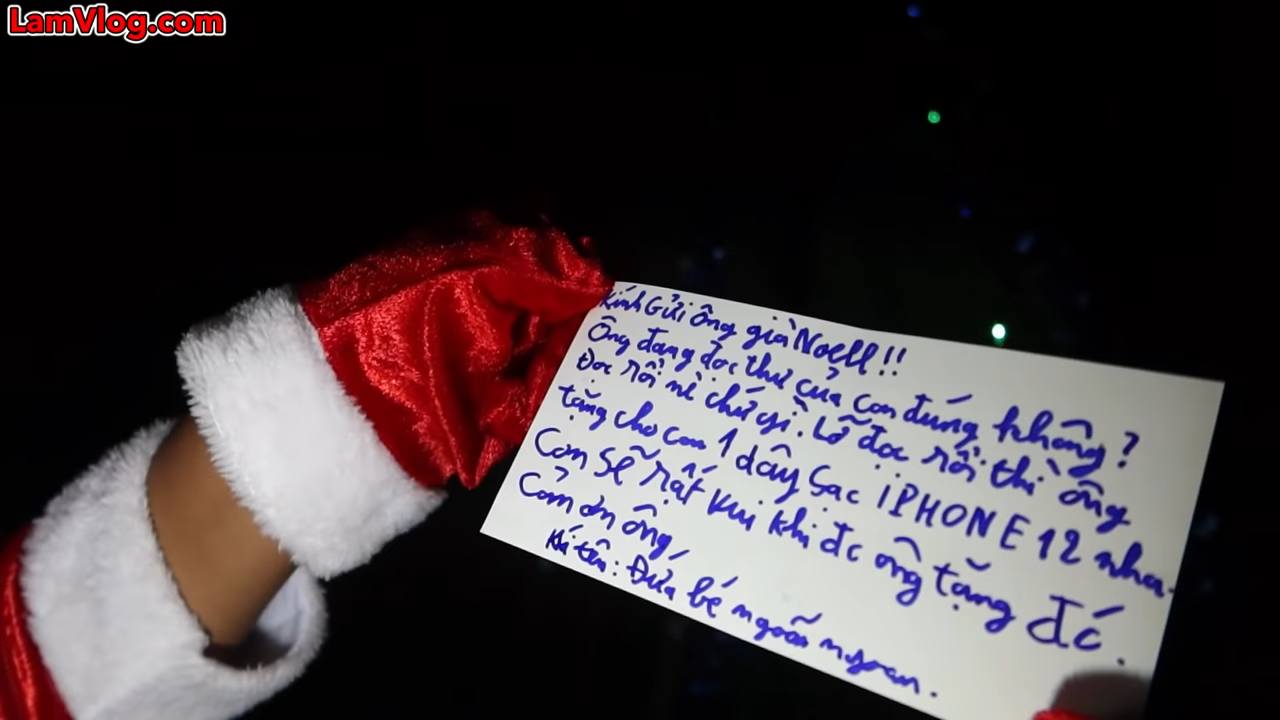 LamVlog.com
Kính Gửi ông già Noell!!
Ông đang đọc thư của con đúng không?
Đọc rồi nè chứ gì. Lỡ đọc rồi thì ông
tặng cho con 1 dây sạc iPHONE 12 nha.
Con sẽ rất vui khi đc ông tặng đó.
Cảm ơn ông,
Kí tên: Đứa bé ngoãn ngoan.